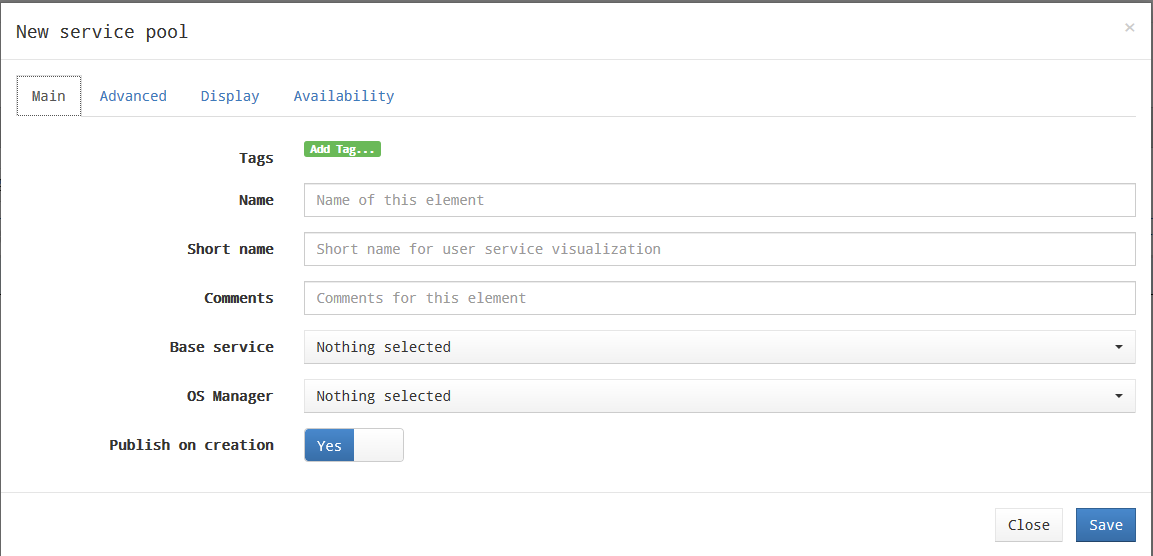 New service pool
×
Main Advanced Display Availability
Tags Add Tag...
Name Name of this element
Short name Short name for user service visualization
Comments Comments for this element
Base service Nothing selected
OS Manager Nothing selected
Publish on creation Yes
Close Save